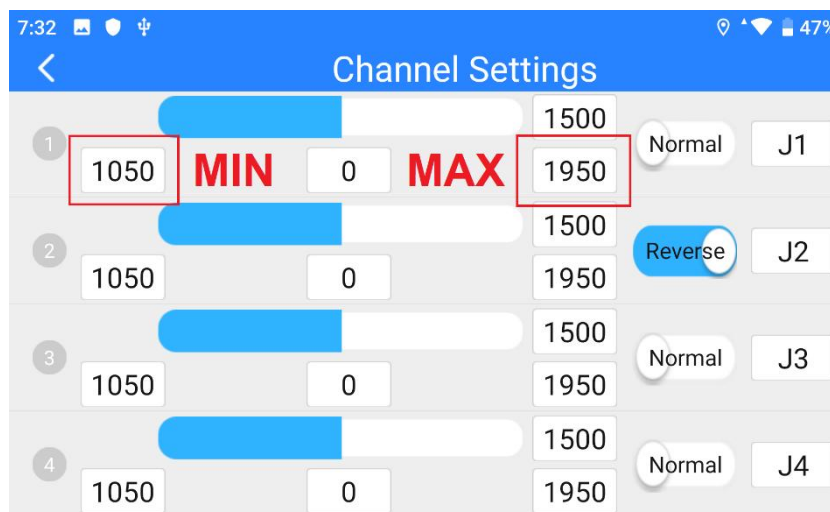 7:32 47%
Channel Settings
1500
1 Normal J1
1050 MIN 0 MAX 1950
1500
2 Reverse J2
1050 0 1950
1500
3 Normal J3
1050 0 1950
1500
4 Normal J4
1050 0 1950